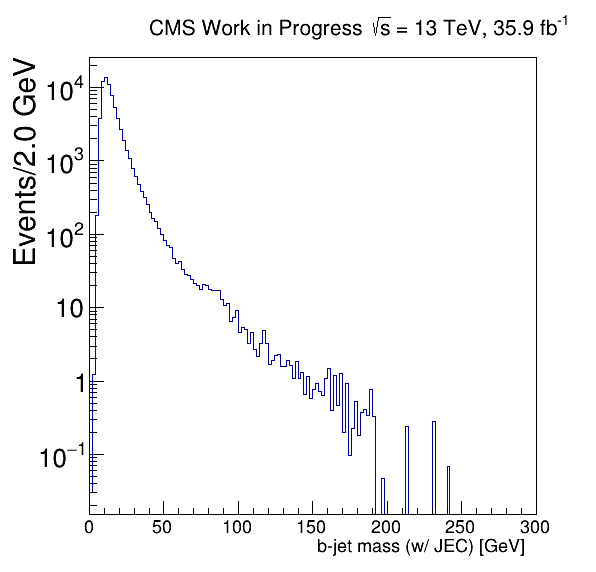 CMS Work in Progress √s = 13 TeV, 35.9 fb⁻¹
Events/2.0 GeV
10⁴
10³
10²
10
1
10⁻¹
0 50 100 150 200 250 300
b-jet mass (w/ JEC) [GeV]